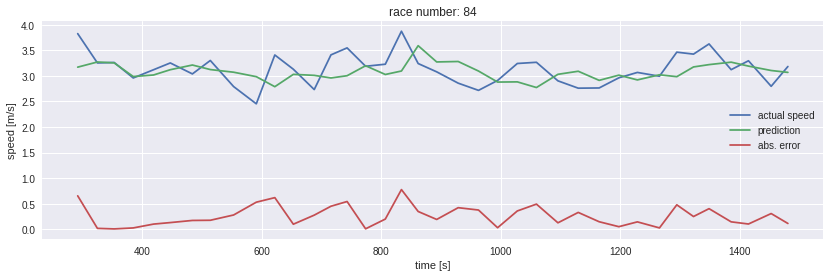 race number: 84
4.0
3.5
3.0
2.5
2.0
1.5
1.0
0.5
0.0
speed [m/s]
actual speed
prediction
abs. error
400 600 800 1000 1200 1400
time [s]